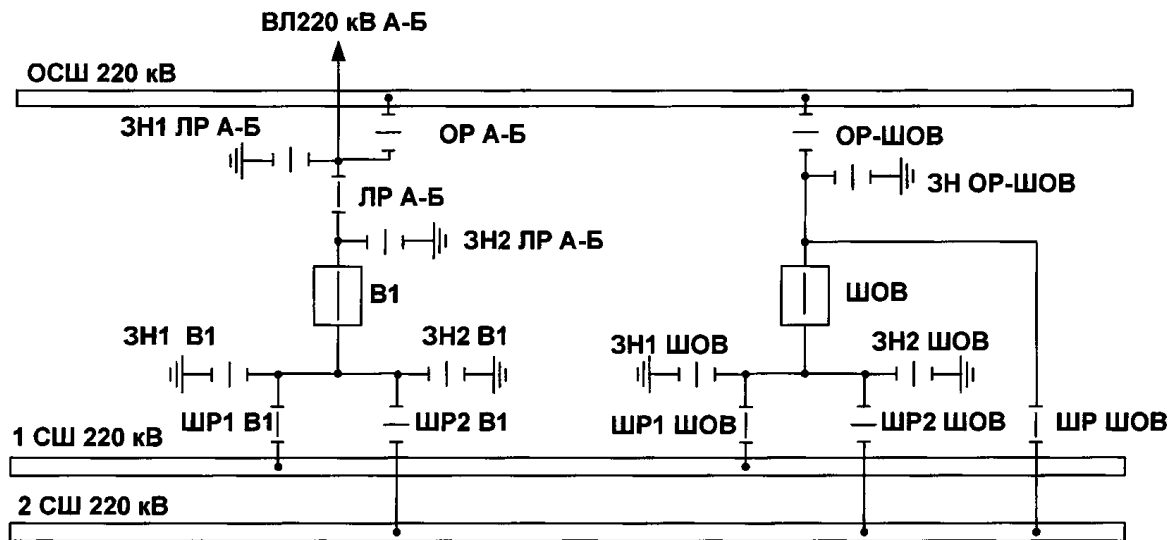 ВЛ220 кВ А-Б
ОСШ 220 кВ
ЗН1 ЛР А-Б
ОР А-Б
ОР-ШОВ
ЛР А-Б
ЗН ОР-ШОВ
ЗН2 ЛР А-Б
В1
ШОВ
ЗН1 В1
ЗН2 В1
ЗН1 ШОВ
ЗН2 ШОВ
ШР1 В1
ШР2 В1
ШР1 ШОВ
ШР2 ШОВ
ШР ШОВ
1 СШ 220 кВ
2 СШ 220 кВ